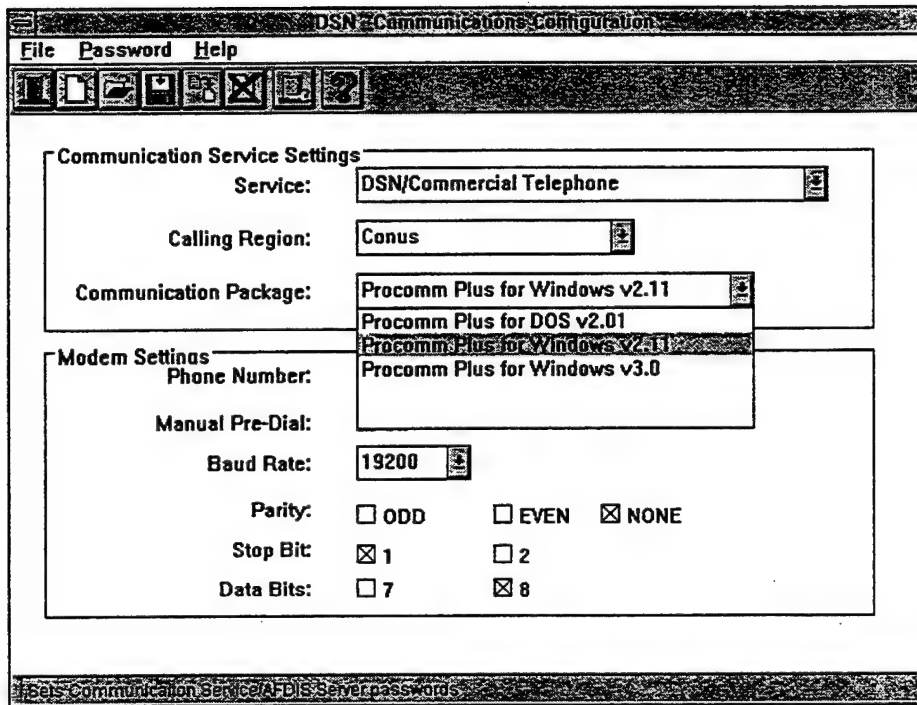 DSN - Communications Configuration
File Password Help
Communication Service Settings
Service: DSN/Commercial Telephone
Calling Region: Conus
Communication Package: Procomm Plus for Windows v2.11
Procomm Plus for DOS v2.01
Procomm Plus for Windows v2.11
Procomm Plus for Windows v3.0
Modem Settings
Phone Number:
Manual Pre-Dial:
Baud Rate: 19200
Parity: ODD EVEN NONE
Stop Bit: 1 2
Data Bits: 7 8
Sets Communication Service/AFDIS Server passwords